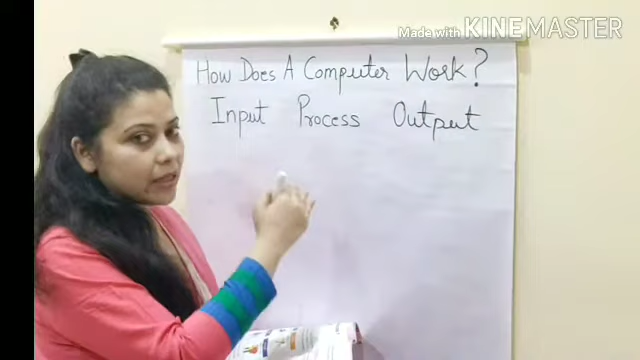 Made with KINEMASTER
How Does A Computer Work?
Input Process Output